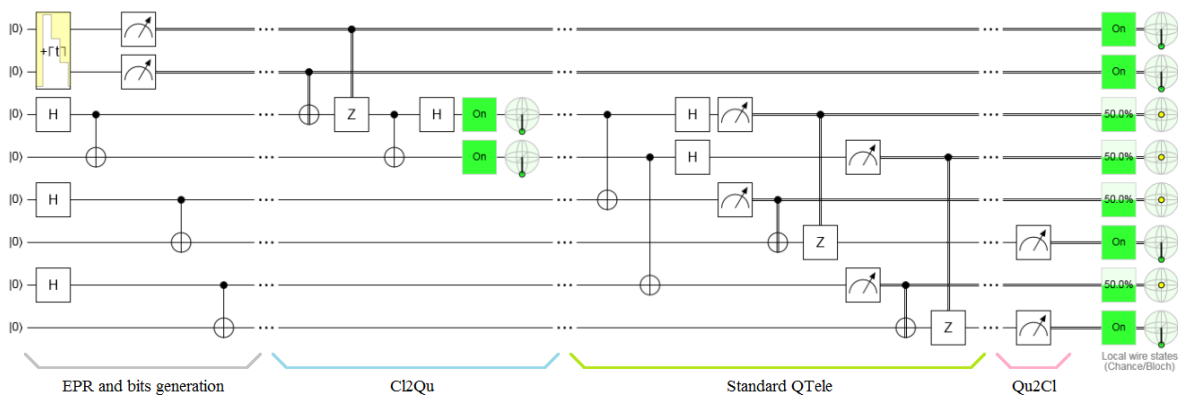 |0⟩ +⌈t⌉ On
|0⟩ On
|0⟩ H Z H On H 50.0%
|0⟩ On H 50.0%
|0⟩ H 50.0%
|0⟩ Z On
|0⟩ H 50.0%
|0⟩ Z On
Local wire states
(Chance/Bloch)
EPR and bits generation Cl2Qu Standard QTele Qu2Cl